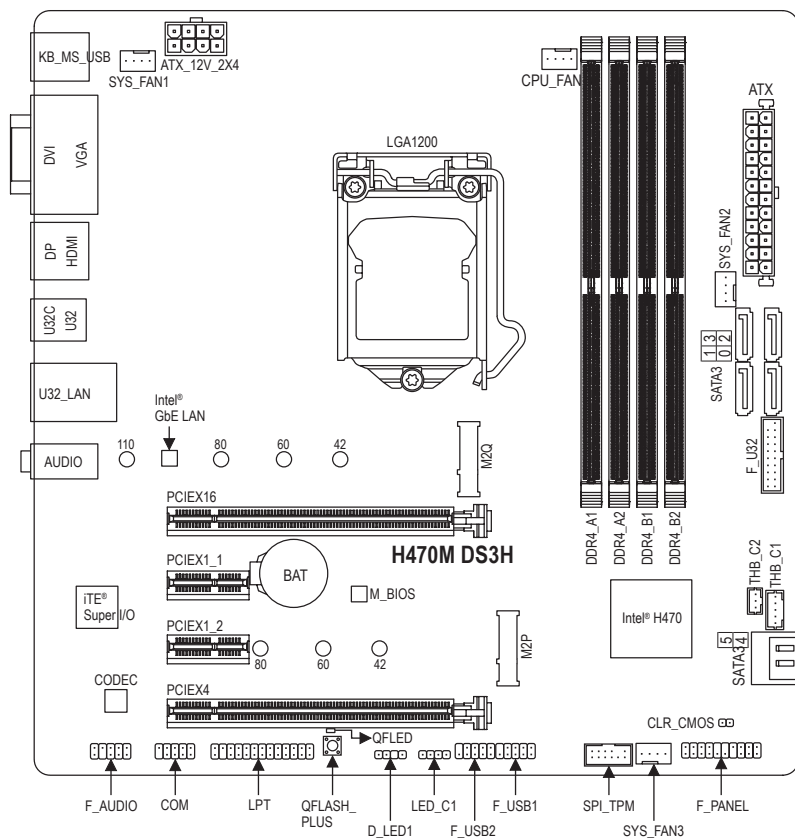 KB_MS_USB
SYS_FAN1
ATX_12V_2X4
CPU_FAN
ATX
LGA1200
DVI
VGA
DP
HDMI
SYS_FAN2
U32C
U32
1 3
0 2
SATA3
U32_LAN
Intel®
GbE LAN
AUDIO
110
80
60
42
M2Q
F_U32
PCIEX16
DDR4_A1
DDR4_A2
DDR4_B1
DDR4_B2
H470M DS3H
PCIEX1_1
BAT
M_BIOS
iTE®
Super I/O
Intel® H470
THB_C2
THB_C1
PCIEX1_2
80
60
42
M2P
5
4
SATA3
CODEC
PCIEX4
CLR_CMOS
QFLED
F_AUDIO
COM
LPT
QFLASH_
PLUS
D_LED1
LED_C1
F_USB2
F_USB1
SPI_TPM
SYS_FAN3
F_PANEL